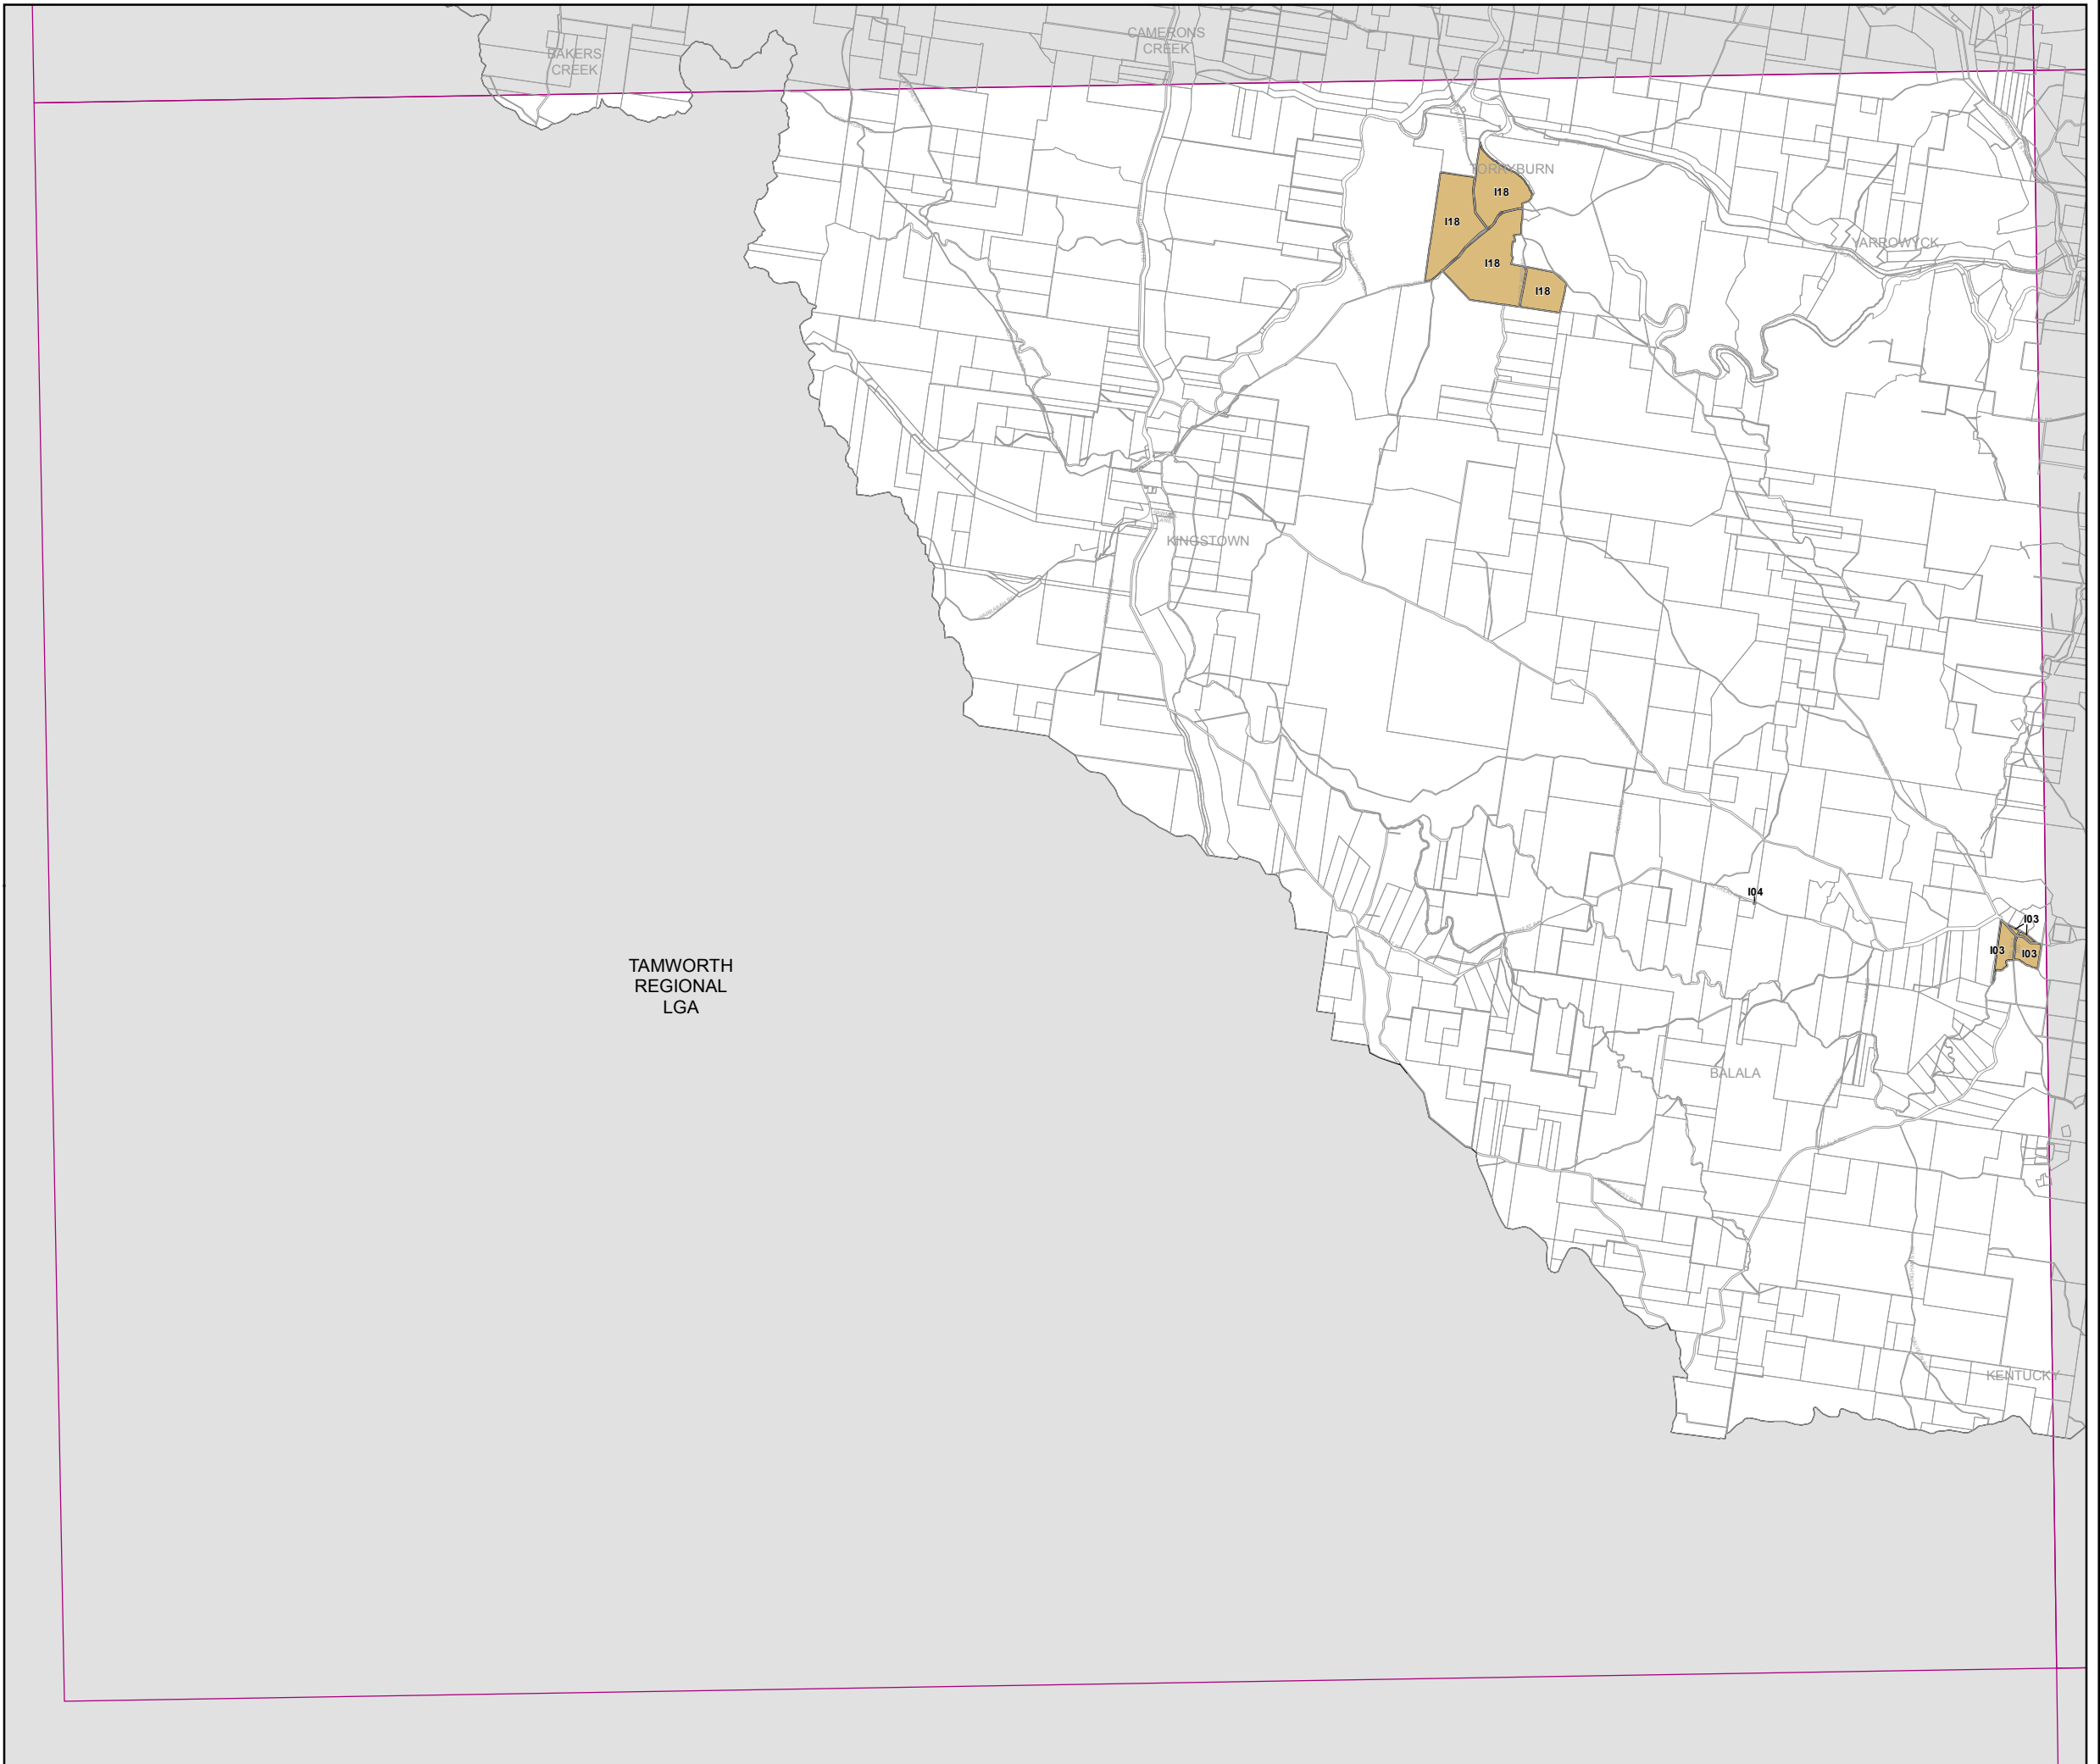 CAMERONS
CREEK
BAKERS
CREEK
TORRYBURN
I18
I18
YARROWYCK
I18
I18
KINGSTOWN
I04
I03
I03
I03
TAMWORTH
REGIONAL
LGA
BALALA
KENTUCKY